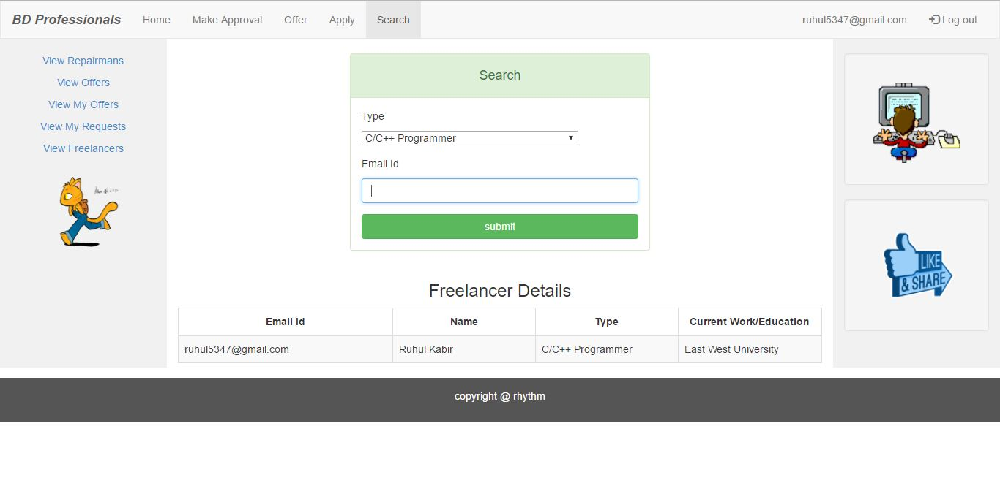 BD Professionals Home Make Approval Offer Apply Search ruhul5347@gmail.com Log out
View Repairmans
View Offers
View My Offers
View My Requests
View Freelancers
Search
Type
C/C++ Programmer
Email Id
submit
Freelancer Details
Email Id Name Type Current Work/Education
ruhul5347@gmail.com Ruhul Kabir C/C++ Programmer East West University
LIKE
& SHARE
copyright @ rhythm